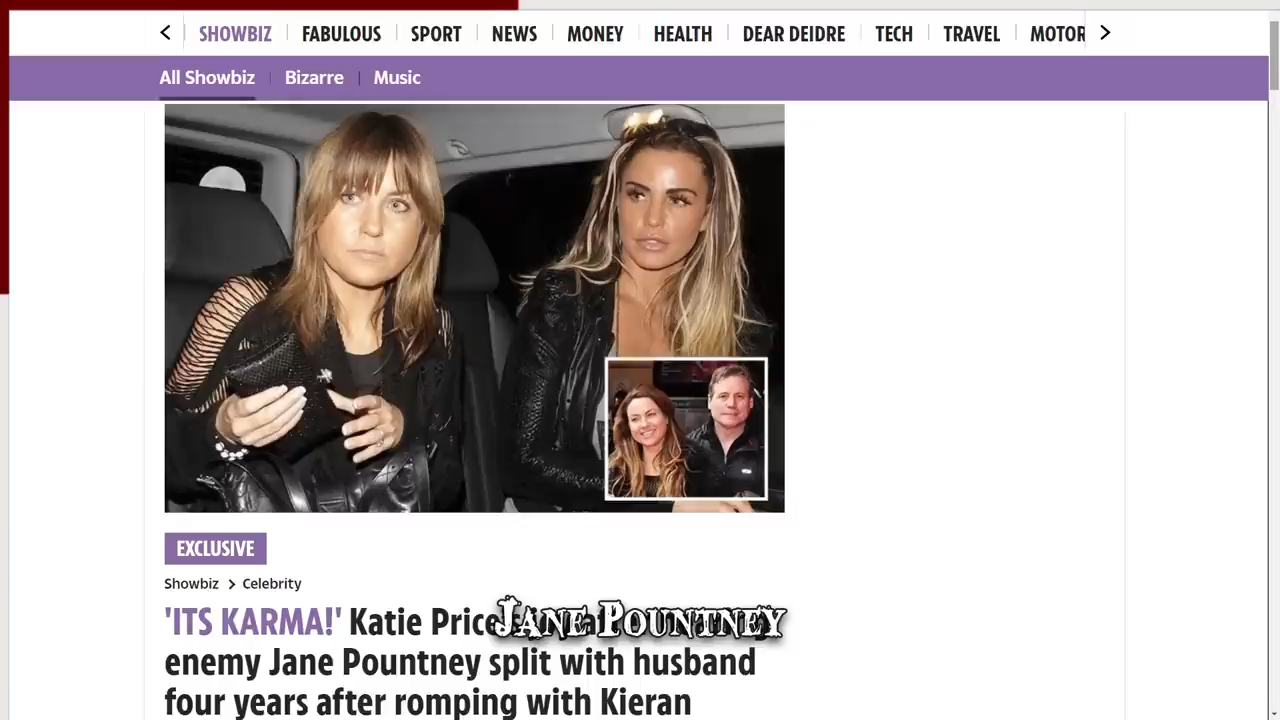 SHOWBIZ FABULOUS SPORT NEWS MONEY HEALTH DEAR DEIDRE TECH TRAVEL MOTOR
All Showbiz Bizarre Music
EXCLUSIVE
Showbiz > Celebrity
'ITS KARMA!' Katie Price
JANE POUNTNEY
enemy Jane Pountney split with husband
four years after romping with Kieran